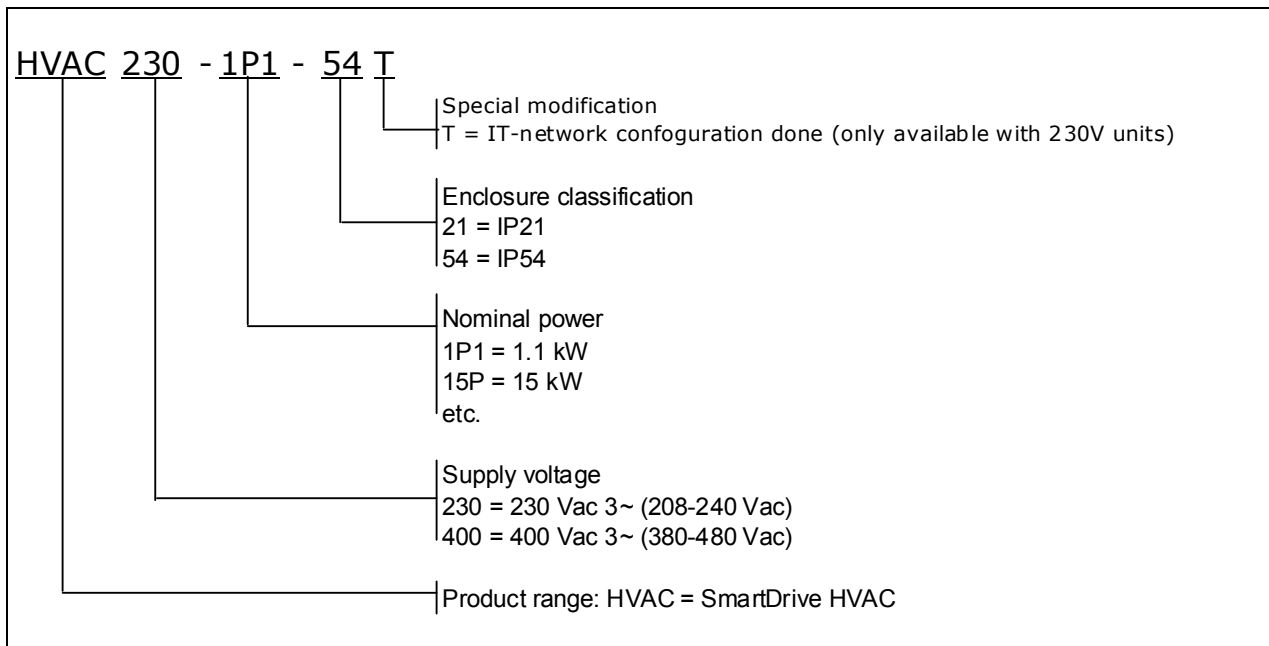 HVAC 230 - 1P1 - 54 T
Special modification
T = IT-network confoguration done (only available with 230V units)
Enclosure classification
21 = IP21
54 = IP54
Nominal power
1P1 = 1.1 kW
15P = 15 kW
etc.
Supply voltage
230 = 230 Vac 3~ (208-240 Vac)
400 = 400 Vac 3~ (380-480 Vac)
Product range: HVAC = SmartDrive HVAC